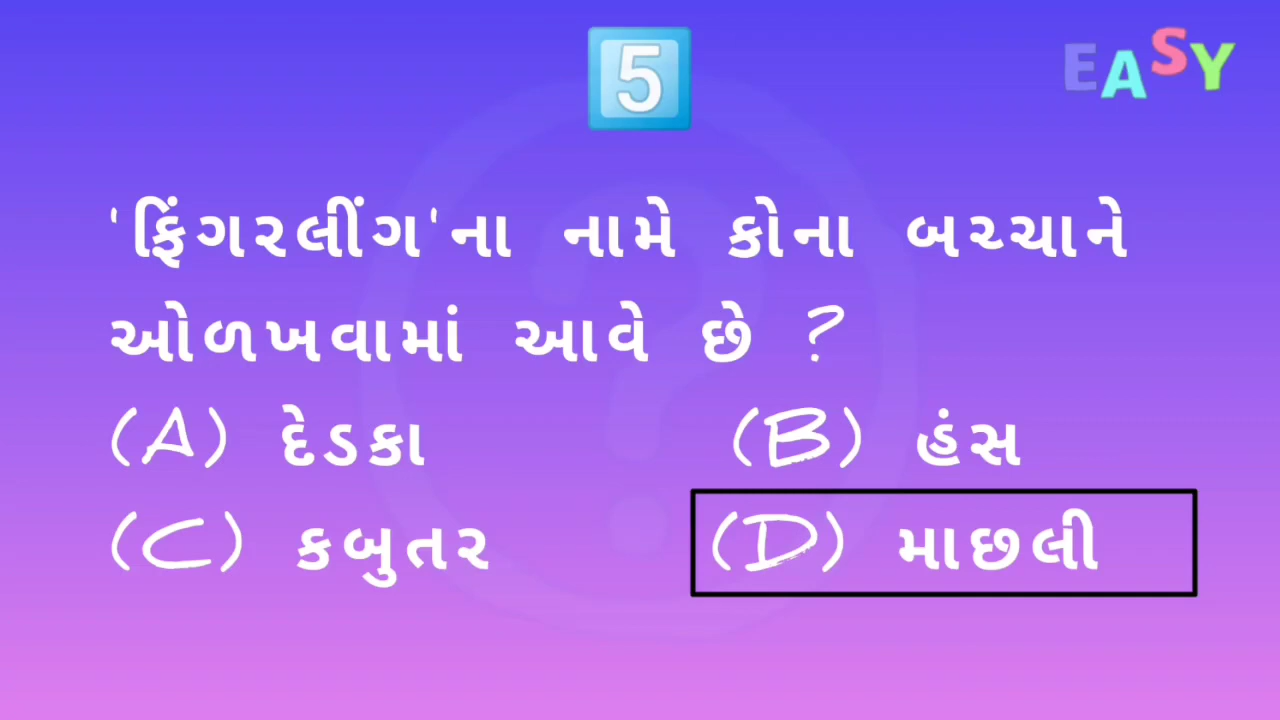 5
EASY
'ફિંગરલીંગ'ના નામે કોના બચ્ચાને
ઓળખવામાં આવે છે ?
(A) દેડકા (B) હંસ
(C) કબુતર (D) માછલી